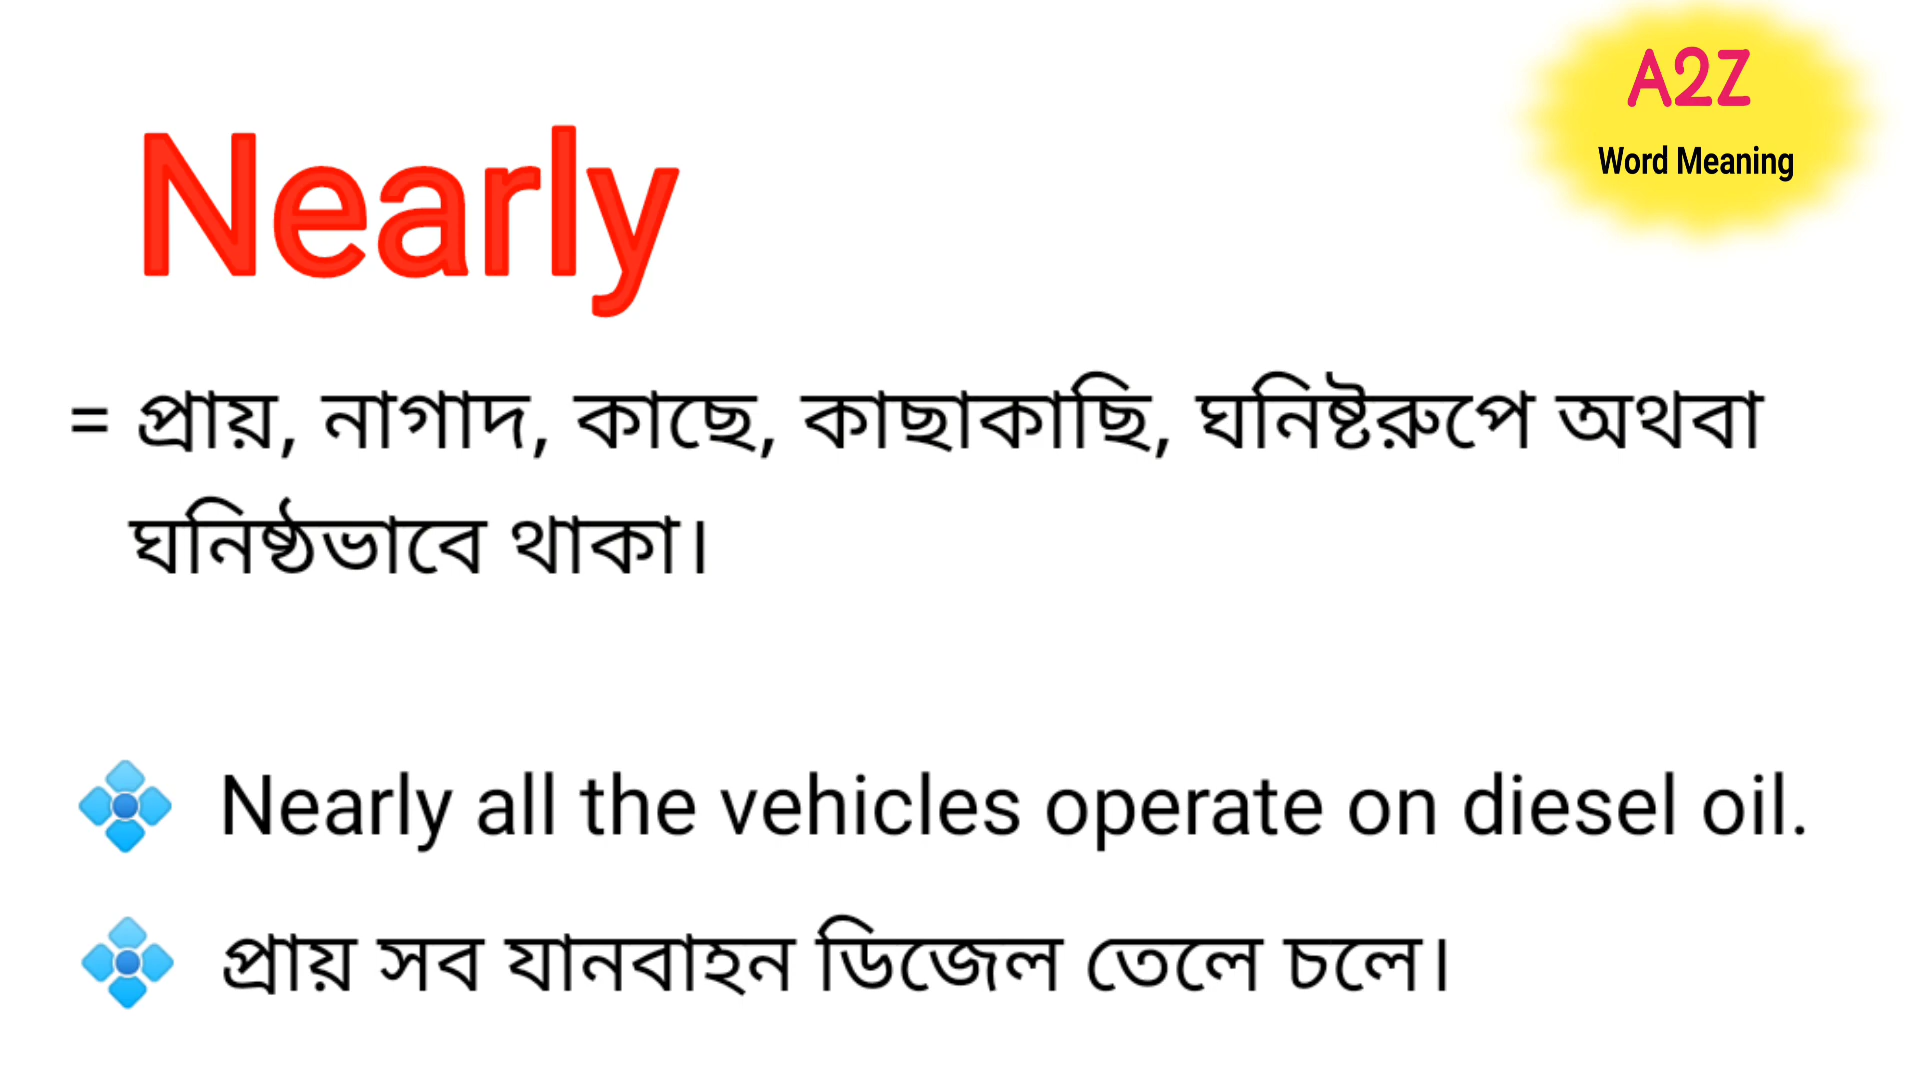 A2Z
Word Meaning
Nearly
= প্রায়, নাগাদ, কাছে, কাছাকাছি, ঘনিষ্টরুপে অথবা
ঘনিষ্ঠভাবে থাকা।
Nearly all the vehicles operate on diesel oil.
প্রায় সব যানবাহন ডিজেল তেলে চলে।